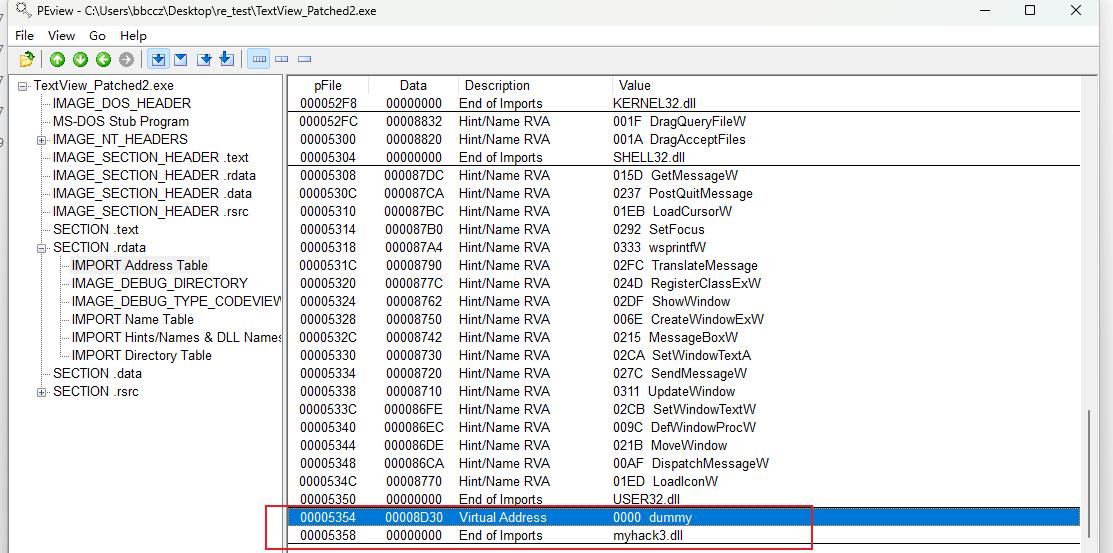 PEview - C:\Users\bbccz\Desktop\re_test\TextView_Patched2.exe
File View Go Help
TextView_Patched2.exe
IMAGE_DOS_HEADER
MS-DOS Stub Program
IMAGE_NT_HEADERS
IMAGE_SECTION_HEADER .text
IMAGE_SECTION_HEADER .rdata
IMAGE_SECTION_HEADER .data
IMAGE_SECTION_HEADER .rsrc
SECTION .text
SECTION .rdata
IMPORT Address Table
IMAGE_DEBUG_DIRECTORY
IMAGE_DEBUG_TYPE_CODEVIEW
IMPORT Name Table
IMPORT Hints/Names & DLL Names
IMPORT Directory Table
SECTION .data
SECTION .rsrc
pFile Data Description Value
000052F8 00000000 End of Imports KERNEL32.dll
000052FC 00008832 Hint/Name RVA 001F DragQueryFileW
00005300 00008820 Hint/Name RVA 001A DragAcceptFiles
00005304 00000000 End of Imports SHELL32.dll
00005308 000087DC Hint/Name RVA 015D GetMessageW
0000530C 000087CA Hint/Name RVA 0237 PostQuitMessage
00005310 000087BC Hint/Name RVA 01EB LoadCursorW
00005314 000087B0 Hint/Name RVA 0292 SetFocus
00005318 000087A4 Hint/Name RVA 0333 wsprintfW
0000531C 00008790 Hint/Name RVA 02FC TranslateMessage
00005320 0000877C Hint/Name RVA 024D RegisterClassExW
00005324 00008762 Hint/Name RVA 02DF ShowWindow
00005328 00008750 Hint/Name RVA 006E CreateWindowExW
0000532C 00008742 Hint/Name RVA 0215 MessageBoxW
00005330 00008730 Hint/Name RVA 02CA SetWindowTextA
00005334 00008720 Hint/Name RVA 027C SendMessageW
00005338 00008710 Hint/Name RVA 0311 UpdateWindow
0000533C 000086FE Hint/Name RVA 02CB SetWindowTextW
00005340 000086EC Hint/Name RVA 009C DefWindowProcW
00005344 000086DE Hint/Name RVA 021B MoveWindow
00005348 000086CA Hint/Name RVA 00AF DispatchMessageW
0000534C 00008770 Hint/Name RVA 01ED LoadIconW
00005350 00000000 End of Imports USER32.dll
00005354 00008D30 Virtual Address 0000 dummy
00005358 00000000 End of Imports myhack3.dll